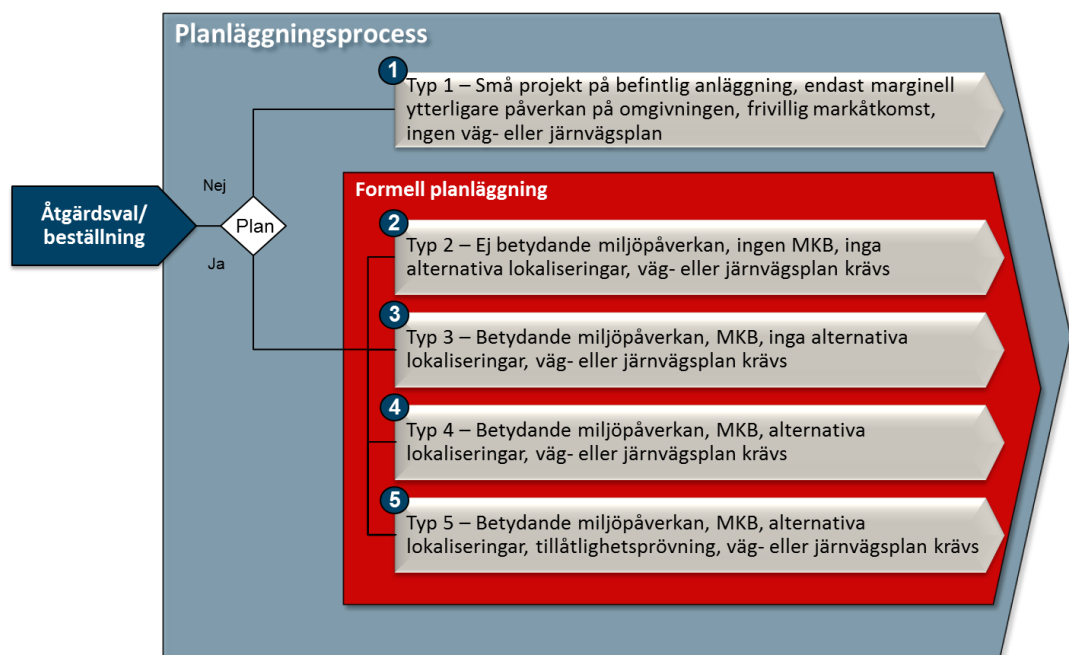 Planläggningsprocess
1
Typ 1 – Små projekt på befintlig anläggning, endast marginell
ytterligare påverkan på omgivningen, frivillig markåtkomst,
ingen väg- eller järnvägsplan
Nej
Åtgärdsval/
beställning
Plan
Ja
Formell planläggning
2
Typ 2 – Ej betydande miljöpåverkan, ingen MKB, inga
alternativa lokaliseringar, väg- eller järnvägsplan krävs
3
Typ 3 – Betydande miljöpåverkan, MKB, inga alternativa
lokaliseringar, väg- eller järnvägsplan krävs
4
Typ 4 – Betydande miljöpåverkan, MKB, alternativa
lokaliseringar, väg- eller järnvägsplan krävs
5
Typ 5 – Betydande miljöpåverkan, MKB, alternativa
lokaliseringar, tillåtlighetsprövning, väg- eller järnvägsplan krävs